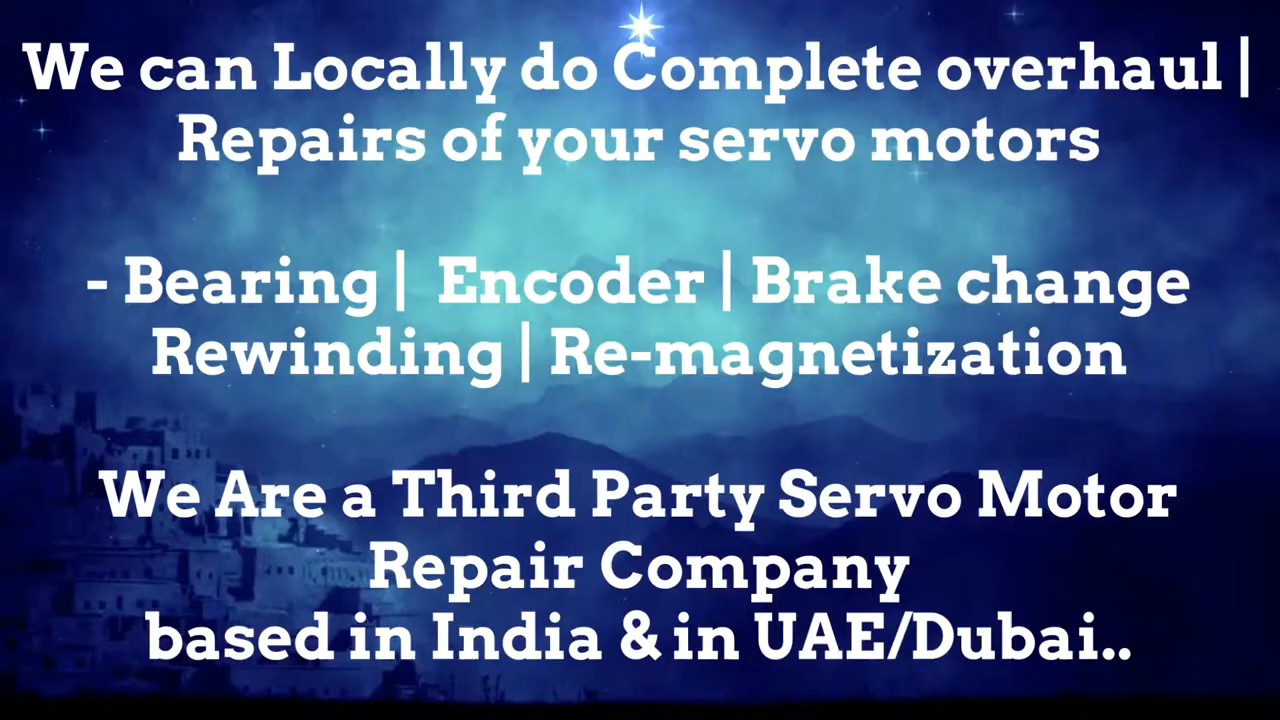 We can Locally do Complete overhaul |
Repairs of your servo motors
- Bearing | Encoder | Brake change
Rewinding | Re-magnetization
We Are a Third Party Servo Motor
Repair Company
based in India & in UAE/Dubai..